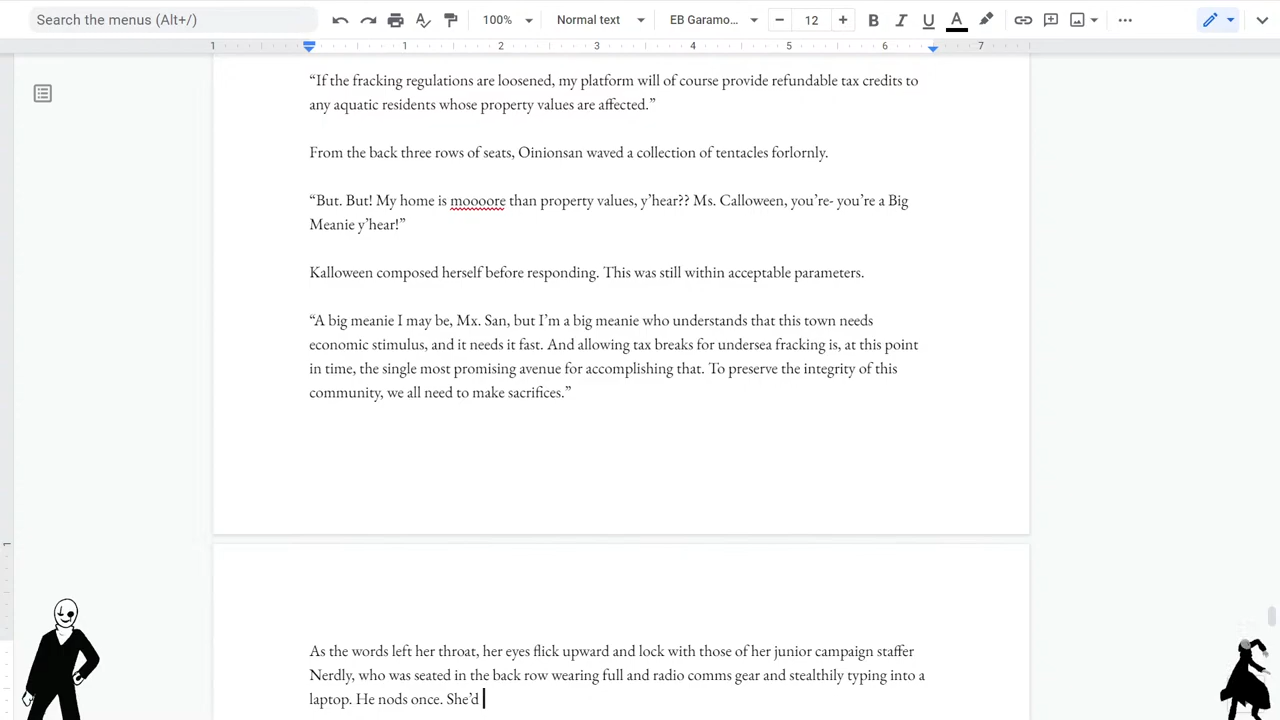 Search the menus (Alt+/)
100%
Normal text
EB Garamo...
12
B I U A
1 1 2 3 4 5 6 7
“If the fracking regulations are loosened, my platform will of course provide refundable tax credits to
any aquatic residents whose property values are affected.”
From the back three rows of seats, Oinionsan waved a collection of tentacles forlornly.
“But. But! My home is moooore than property values, y’hear?? Ms. Calloween, you’re- you’re a Big
Meanie y’hear!”
Kalloween composed herself before responding. This was still within acceptable parameters.
“A big meanie I may be, Mx. San, but I’m a big meanie who understands that this town needs
economic stimulus, and it needs it fast. And allowing tax breaks for undersea fracking is, at this point
in time, the single most promising avenue for accomplishing that. To preserve the integrity of this
community, we all need to make sacrifices.”
1
As the words left her throat, her eyes flick upward and lock with those of her junior campaign staffer
Nerdly, who was seated in the back row wearing full and radio comms gear and stealthily typing into a
laptop. He nods once. She’d